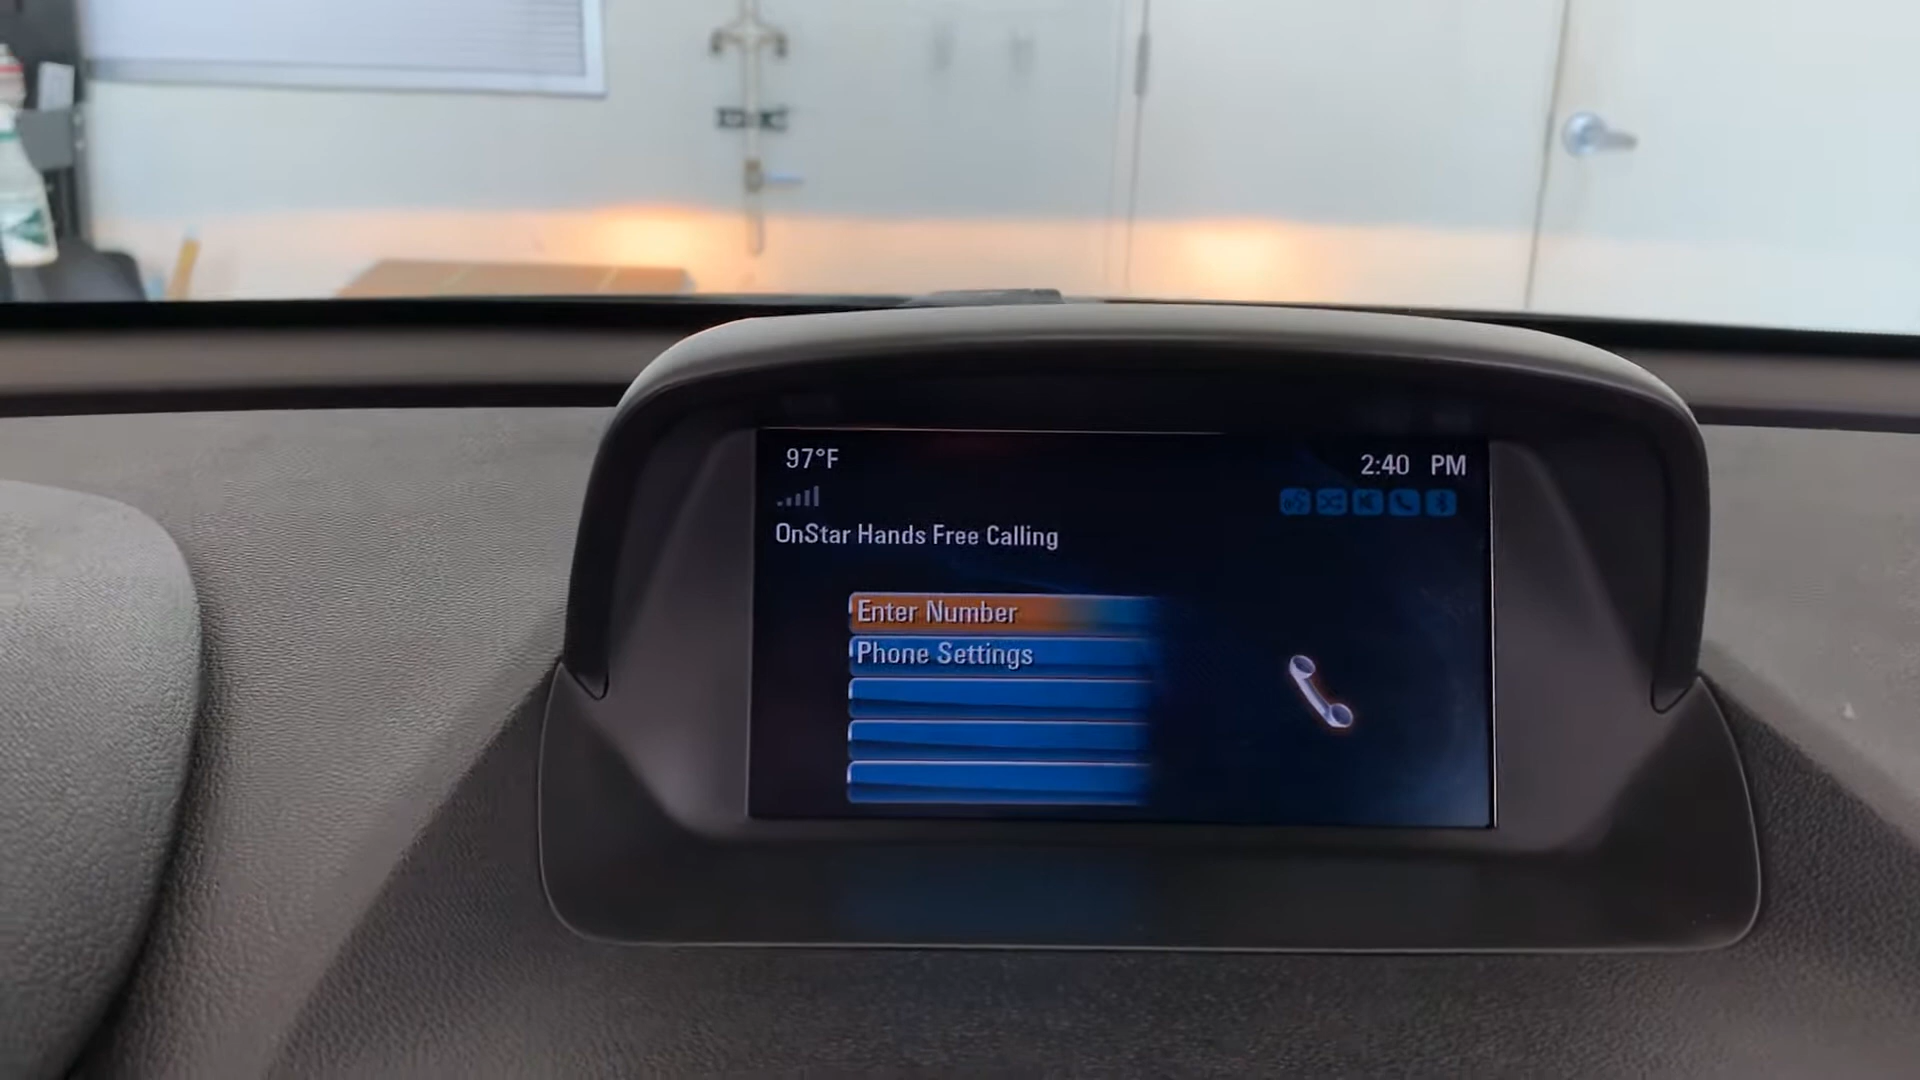 97°F
2:40 PM
OnStar Hands Free Calling
Enter Number
Phone Settings